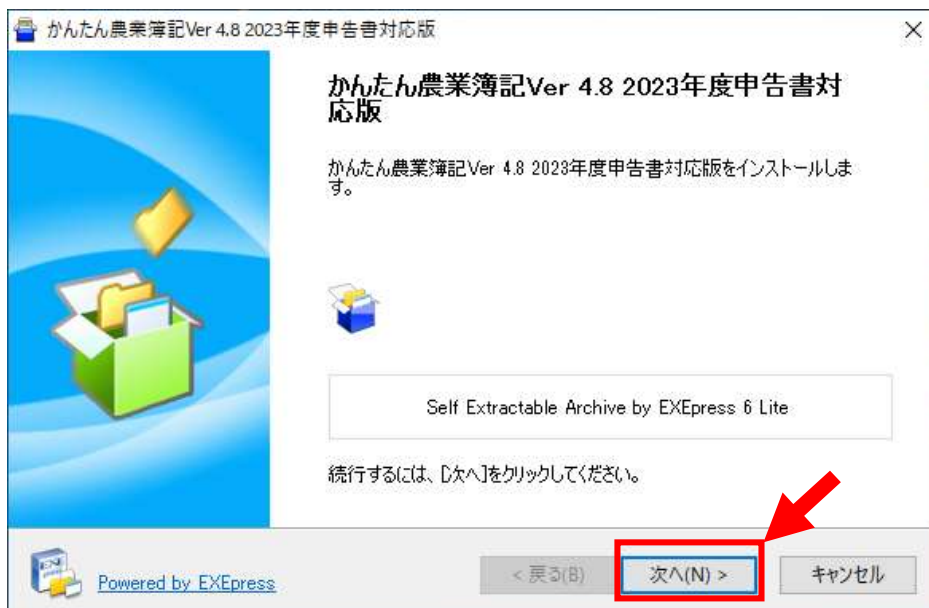 かんたん農業簿記Ver 4.8 2023年度申告書対応版
かんたん農業簿記Ver 4.8 2023年度申告書対
応版
かんたん農業簿記Ver 4.8 2023年度申告書対応版をインストールしま
す。
Self Extractable Archive by EXEpress 6 Lite
続行するには、[次へ]をクリックしてください。
Powered by EXEpress
< 戻る(B)
次へ(N) >
キャンセル